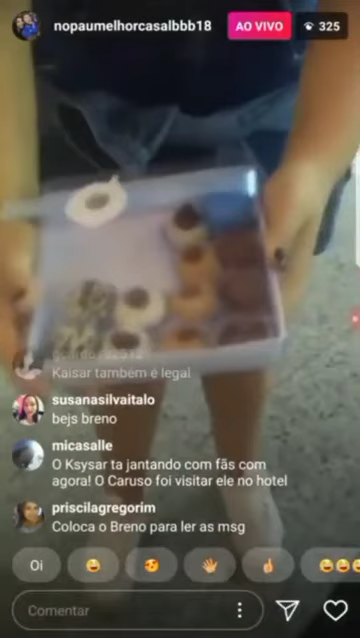 nopaumelhorcasalbbb18
AO VIVO
325
Kaisar também é legal
susanasilvaitalo
bejs breno
micasalle
O Ksysar ta jantando com fãs com
agora! O Caruso foi visitar ele no hotel
priscilagregorim
Coloca o Breno para ler as msg
Oi
Comentar